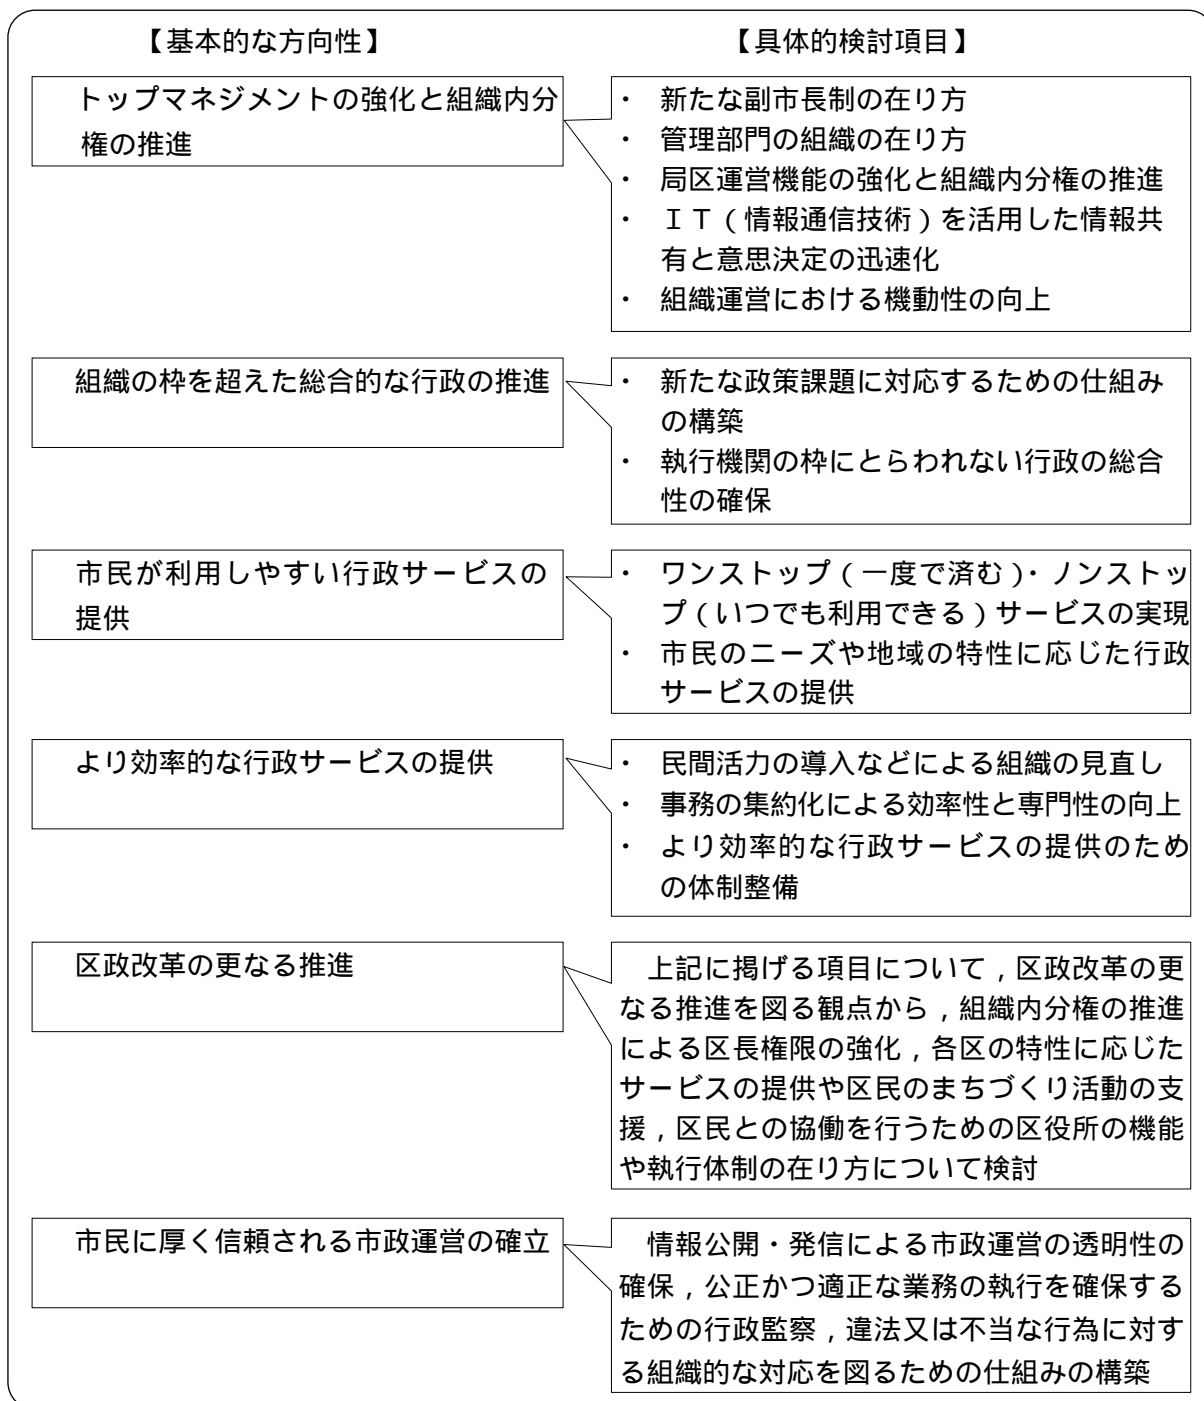 【基本的な方向性】
【具体的検討項目】
トップマネジメントの強化と組織内分
権の推進
・ 新たな副市長制の在り方
・ 管理部門の組織の在り方
・ 局区運営機能の強化と組織内分権の推進
・ ＩＴ（情報通信技術）を活用した情報共
有と意思決定の迅速化
・ 組織運営における機動性の向上
組織の枠を超えた総合的な行政の推進
・ 新たな政策課題に対応するための仕組み
の構築
・ 執行機関の枠にとらわれない行政の総合
性の確保
市民が利用しやすい行政サービスの
提供
・ ワンストップ（一度で済む）・ノンストッ
プ（いつでも利用できる）サービスの実現
・ 市民のニーズや地域の特性に応じた行政
サービスの提供
より効率的な行政サービスの提供
・ 民間活力の導入などによる組織の見直し
・ 事務の集約化による効率性と専門性の向上
・ より効率的な行政サービスの提供のため
の体制整備
区政改革の更なる推進
上記に掲げる項目について，区政改革の更
なる推進を図る観点から，組織内分権の推進
による区長権限の強化，各区の特性に応じた
サービスの提供や区民のまちづくり活動の支
援，区民との協働を行うための区役所の機能
や執行体制の在り方について検討
市民に厚く信頼される市政運営の確立
情報公開・発信による市政運営の透明性の
確保，公正かつ適正な業務の執行を確保する
ための行政監察，違法又は不当な行為に対す
る組織的な対応を図るための仕組みの構築